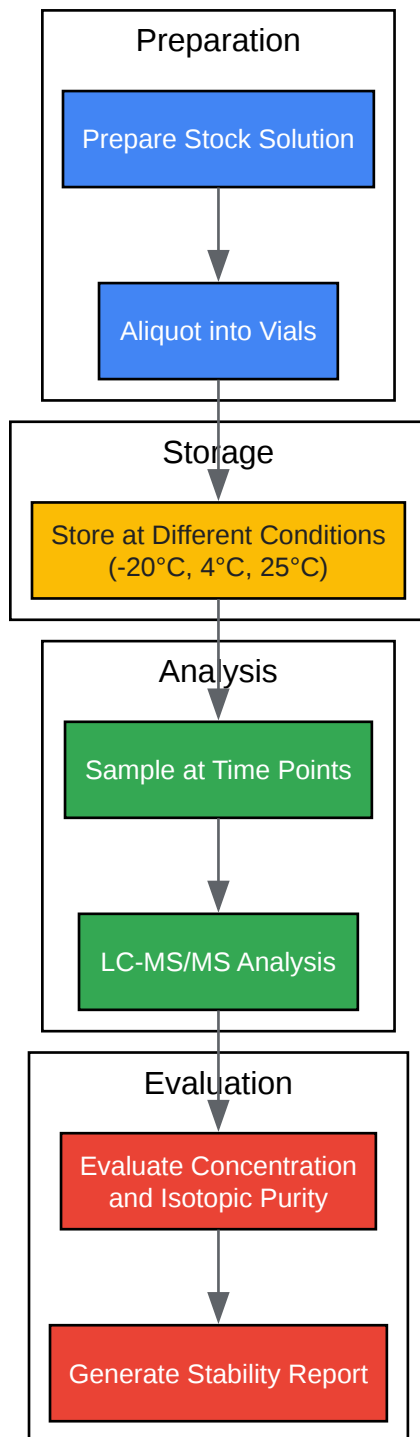 Preparation
Prepare Stock Solution
Aliquot into Vials
Storage
Store at Different Conditions
(-20°C, 4°C, 25°C)
Analysis
Sample at Time Points
LC-MS/MS Analysis
Evaluation
Evaluate Concentration
and Isotopic Purity
Generate Stability Report